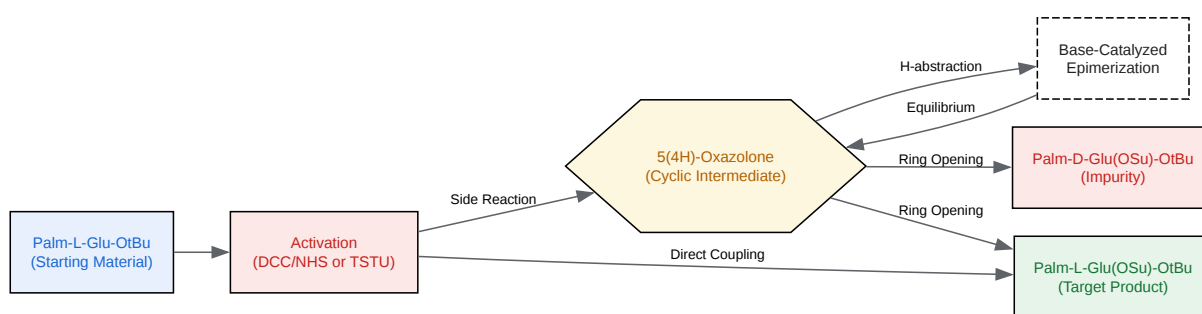 Base-Catalyzed
Epimerization
H-abstraction
Equilibrium
5(4H)-Oxazolone
(Cyclic Intermediate)
Ring Opening
Palm-D-Glu(OSu)-OtBu
(Impurity)
Side Reaction
Ring Opening
Palm-L-Glu-OtBu
(Starting Material)
Activation
(DCC/NHS or TSTU)
Direct Coupling
Palm-L-Glu(OSu)-OtBu
(Target Product)